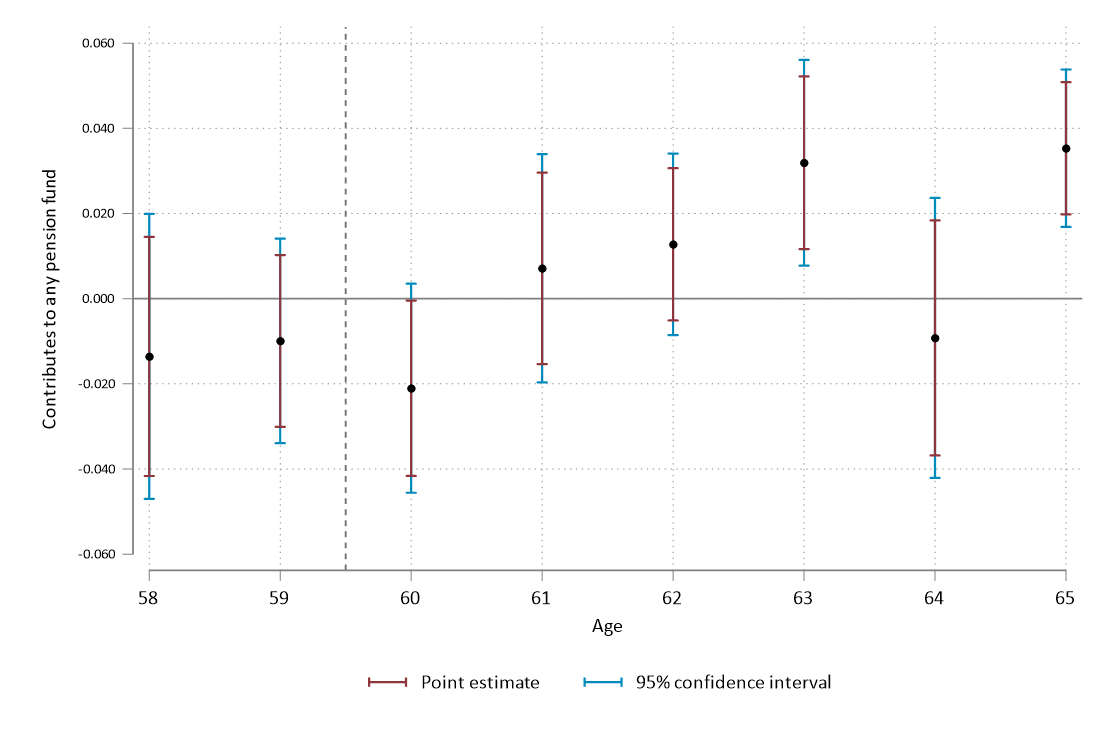 0.060
0.040
0.020
0.000
-0.020
-0.040
-0.060
Contributes to any pension fund
58 59 60 61 62 63 64 65
Age
Point estimate 95% confidence interval